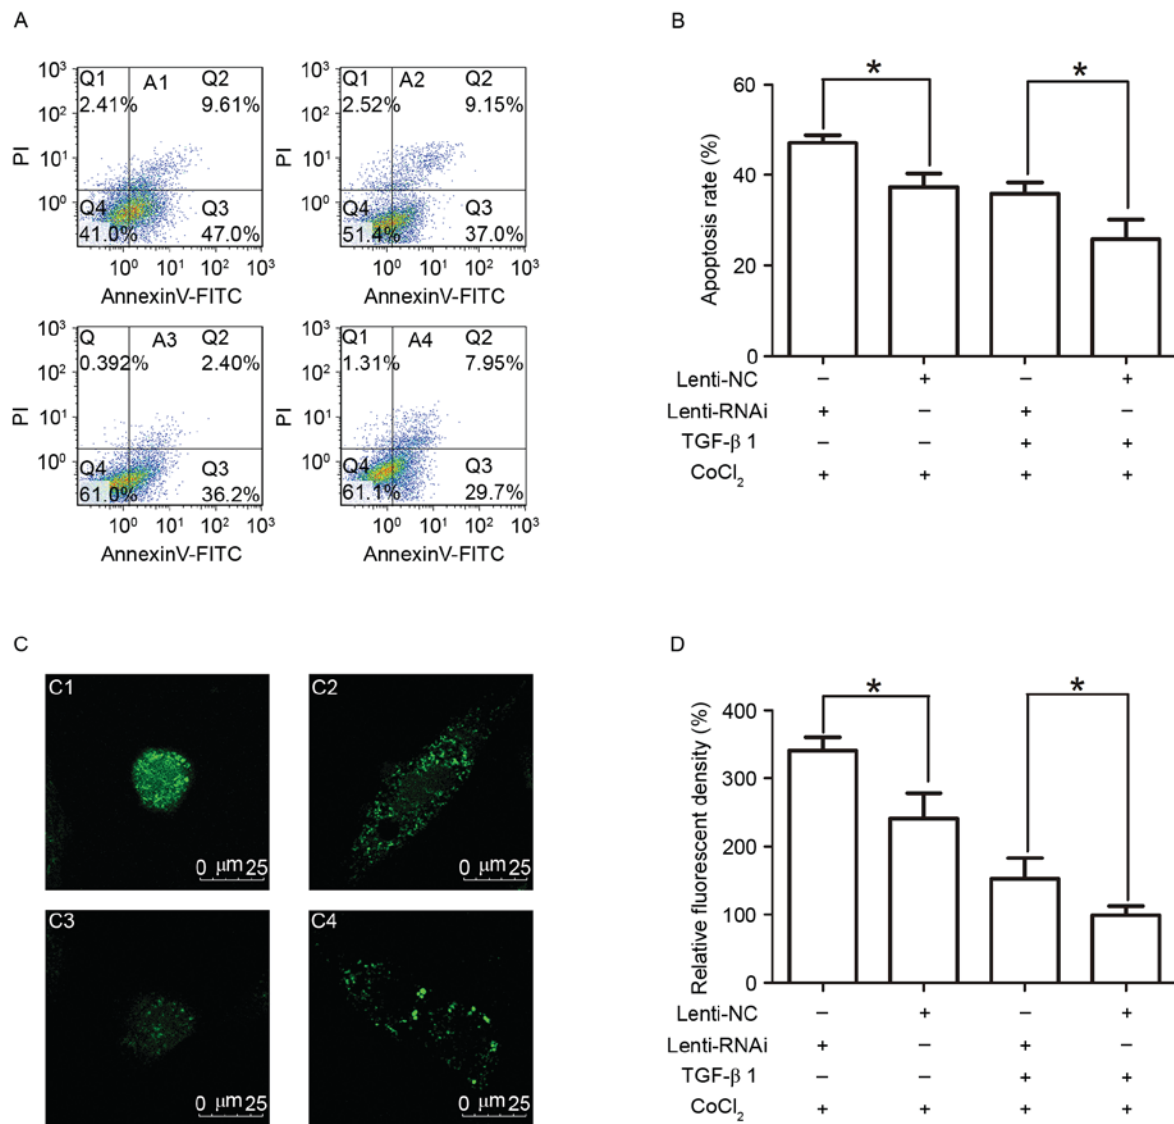 A
B
10³ Q1 A1 Q2
2.41% 9.61%
10²
PI
10¹
10⁰ Q4 Q3
41.0% 47.0%
10⁰ 10¹ 10² 10³
AnnexinV-FITC
10³ Q1 A2 Q2
2.52% 9.15%
10²
PI
10¹
10⁰ Q4 Q3
51.4% 37.0%
10⁰ 10¹ 10² 10³
AnnexinV-FITC
10³ Q A3 Q2
0.392% 2.40%
10²
PI
10¹
10⁰ Q4 Q3
61.0% 36.2%
10⁰ 10¹ 10² 10³
AnnexinV-FITC
10³ Q1 A4 Q2
1.31% 7.95%
10²
PI
10¹
10⁰ Q4 Q3
61.1% 29.7%
10⁰ 10¹ 10² 10³
AnnexinV-FITC
* *
60
40
20
0
Apoptosis rate (%)
Lenti-NC − + − +
Lenti-RNAi + − + −
TGF-β 1 − − + +
CoCl₂ + + + +
C
D
C1
0 μm 25
C2
0 μm 25
C3
0 μm 25
C4
0 μm 25
* *
400
300
200
100
0
Relative fluorescent density (%)
Lenti-NC − + − +
Lenti-RNAi + − + −
TGF-β 1 − − + +
CoCl₂ + + + +